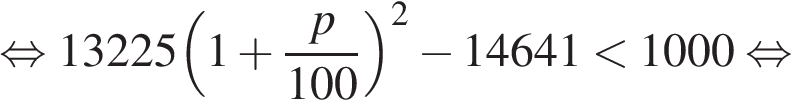 ⇔ 13225(1 + p/100)² − 14641 < 1000 ⇔